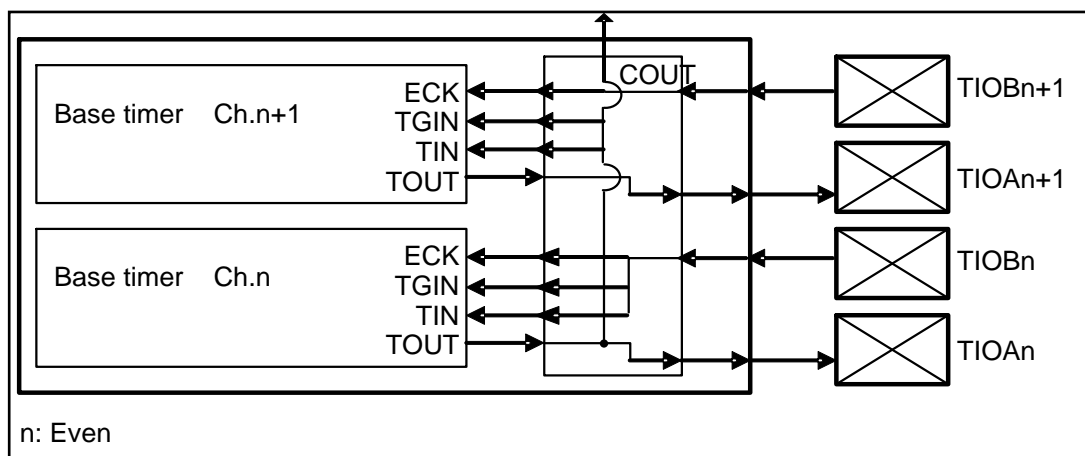 COUT
Base timer Ch.n+1
ECK
TGIN
TIN
TOUT
TIOBn+1
TIOAn+1
Base timer Ch.n
ECK
TGIN
TIN
TOUT
TIOBn
TIOAn
n: Even